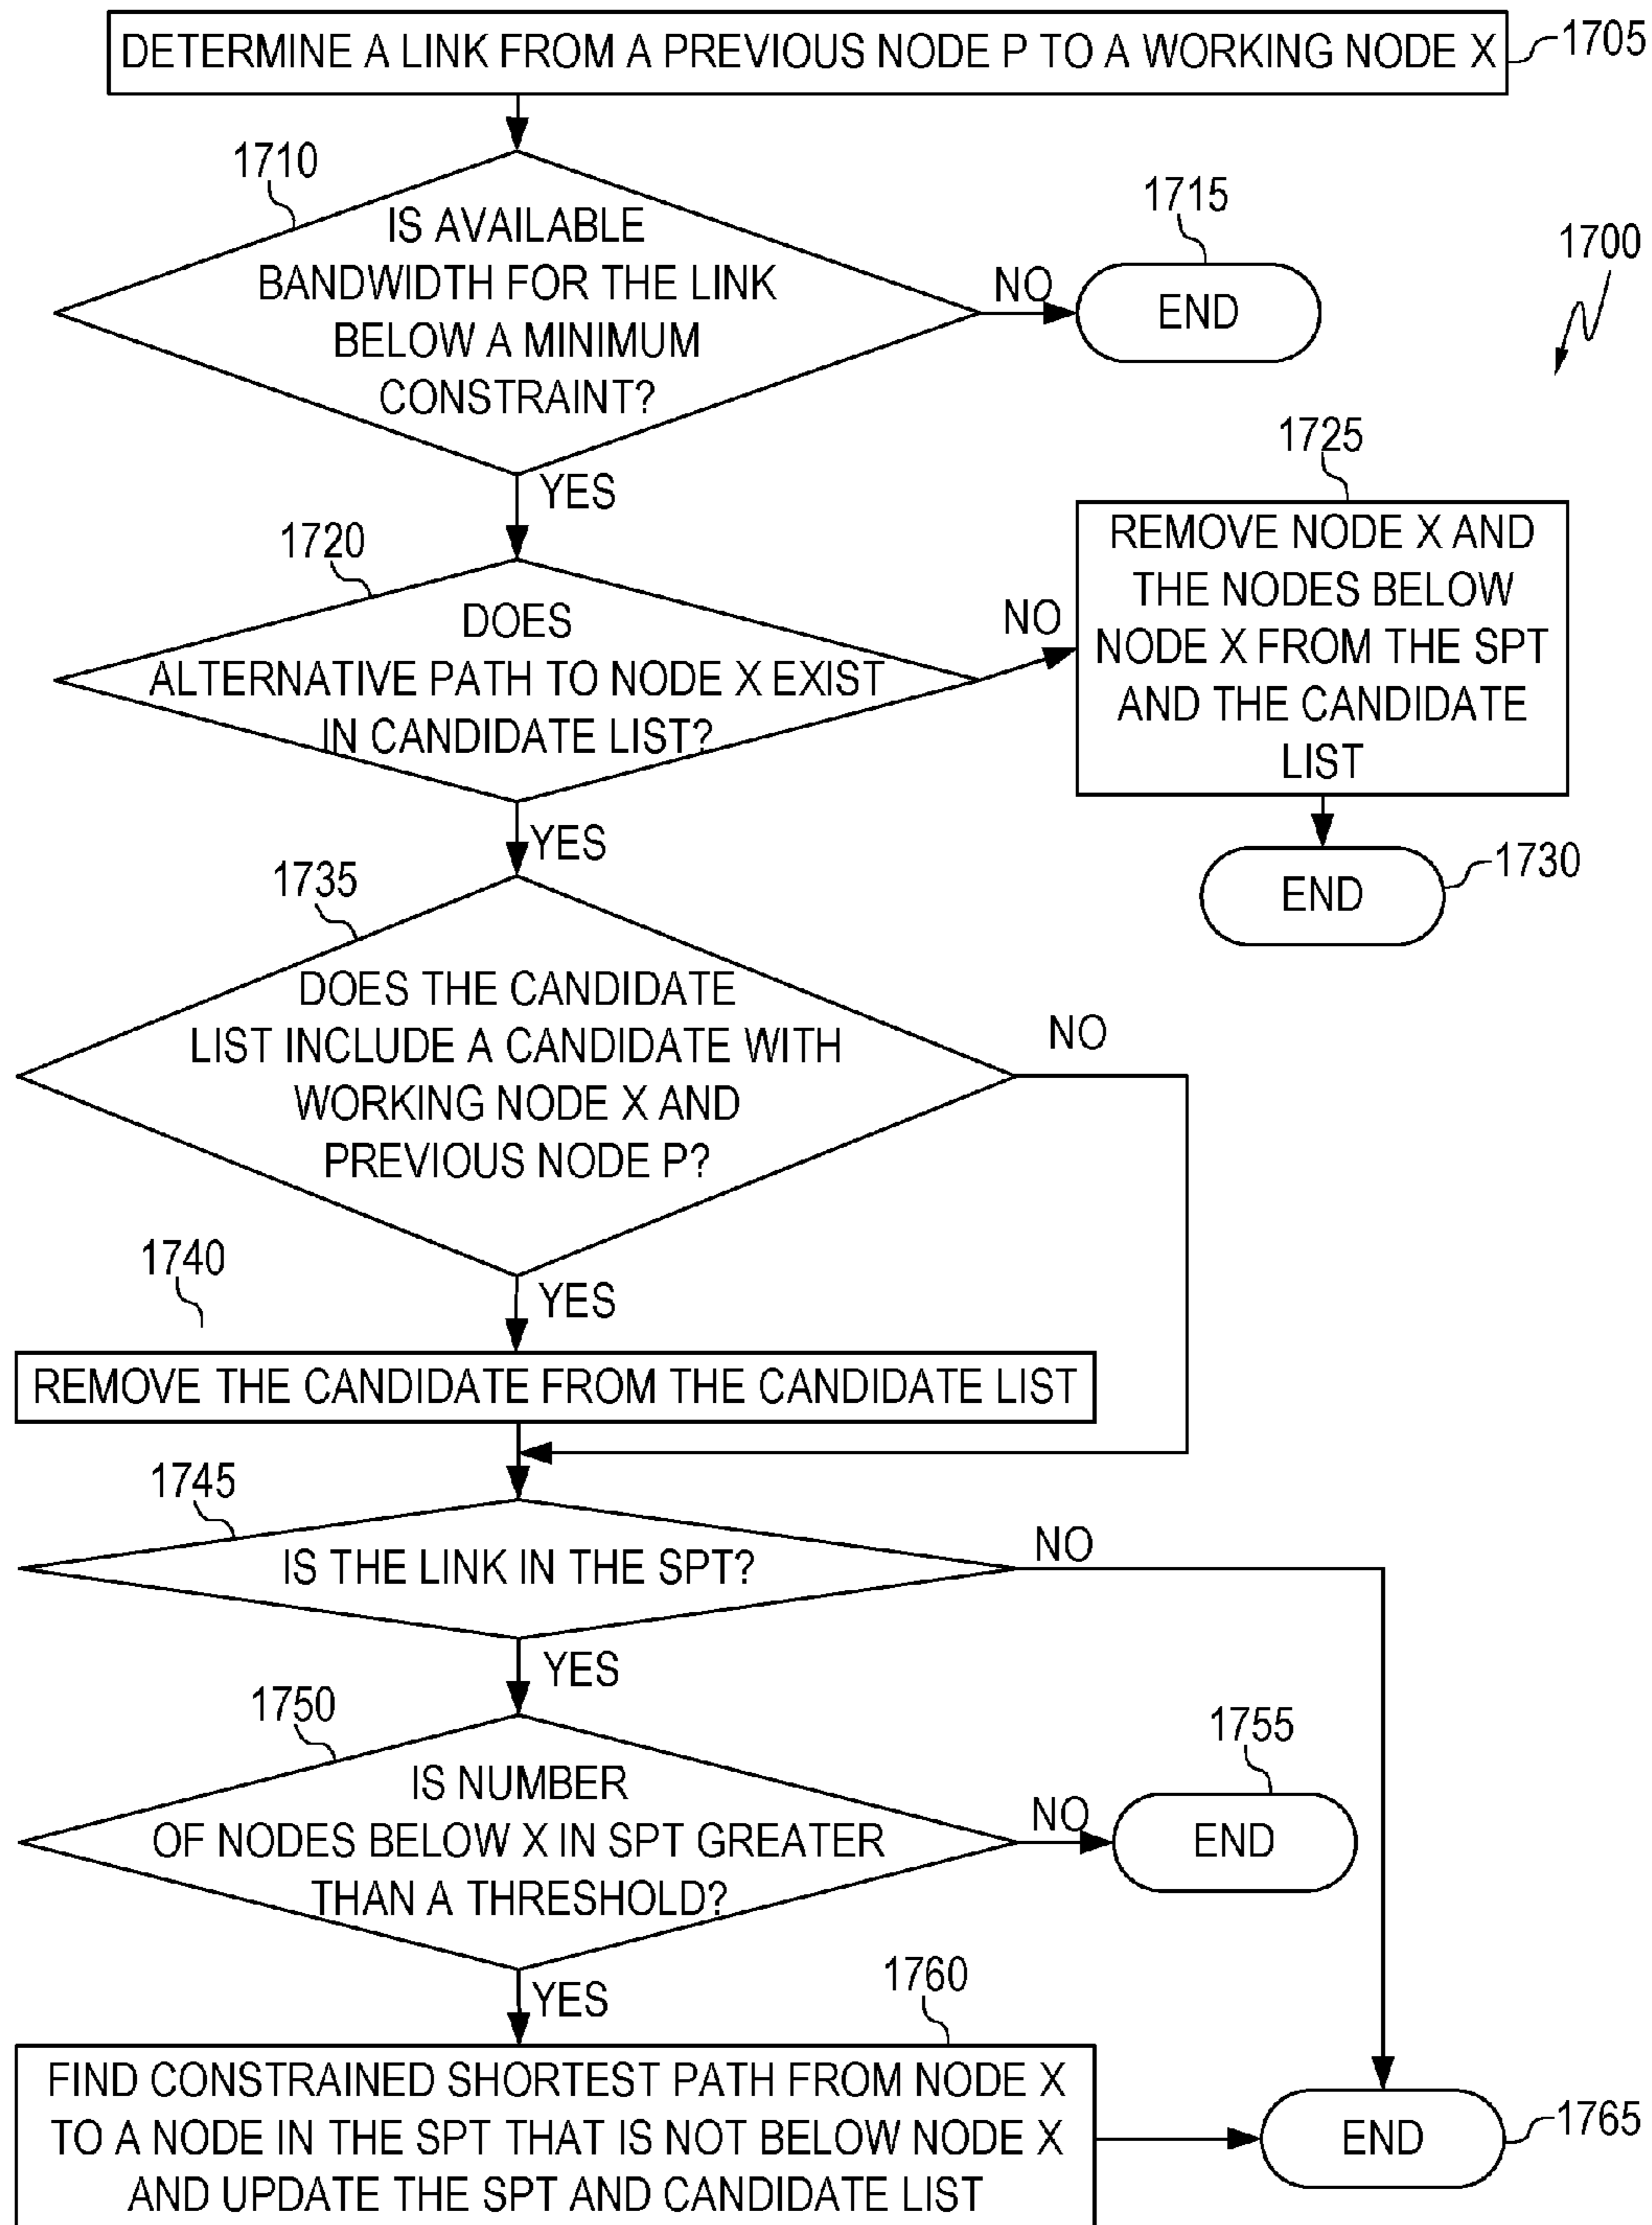 DETERMINE A LINK FROM A PREVIOUS NODE P TO A WORKING NODE X
1705
1710
IS AVAILABLE
BANDWIDTH FOR THE LINK
BELOW A MINIMUM
CONSTRAINT?
NO
1715
END
1700
YES
1720
DOES
ALTERNATIVE PATH TO NODE X EXIST
IN CANDIDATE LIST?
NO
1725
REMOVE NODE X AND
THE NODES BELOW
NODE X FROM THE SPT
AND THE CANDIDATE
LIST
END
1730
YES
1735
DOES THE CANDIDATE
LIST INCLUDE A CANDIDATE WITH
WORKING NODE X AND
PREVIOUS NODE P?
NO
YES
1740
REMOVE THE CANDIDATE FROM THE CANDIDATE LIST
1745
IS THE LINK IN THE SPT?
NO
YES
1750
IS NUMBER
OF NODES BELOW X IN SPT GREATER
THAN A THRESHOLD?
NO
1755
END
YES
1760
FIND CONSTRAINED SHORTEST PATH FROM NODE X
TO A NODE IN THE SPT THAT IS NOT BELOW NODE X
AND UPDATE THE SPT AND CANDIDATE LIST
END
1765